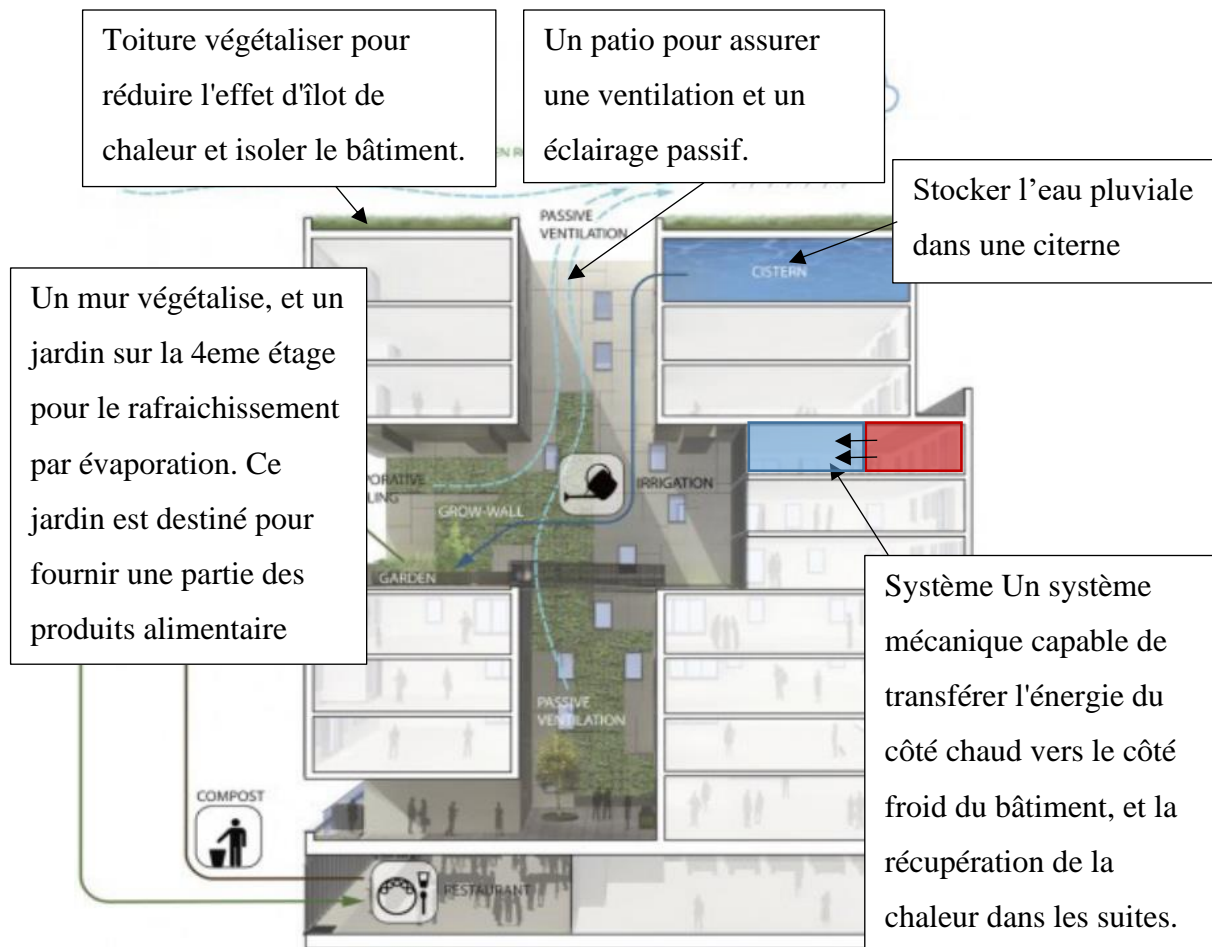 Toiture végétaliser pour
réduire l'effet d'îlot de
chaleur et isoler le bâtiment.
Un patio pour assurer
une ventilation et un
éclairage passif.
Stocker l’eau pluviale
dans une citerne
PASSIVE
VENTILATION
CISTERN
Un mur végétalise, et un
jardin sur la 4eme étage
pour le rafraichissement
par évaporation. Ce
jardin est destiné pour
fournir une partie des
produits alimentaire
IRRIGATION
GROW-WALL
GARDEN
Système Un système
mécanique capable de
transférer l'énergie du
côté chaud vers le côté
froid du bâtiment, et la
récupération de la
chaleur dans les suites.
PASSIVE
VENTILATION
COMPOST
RESTAURANT